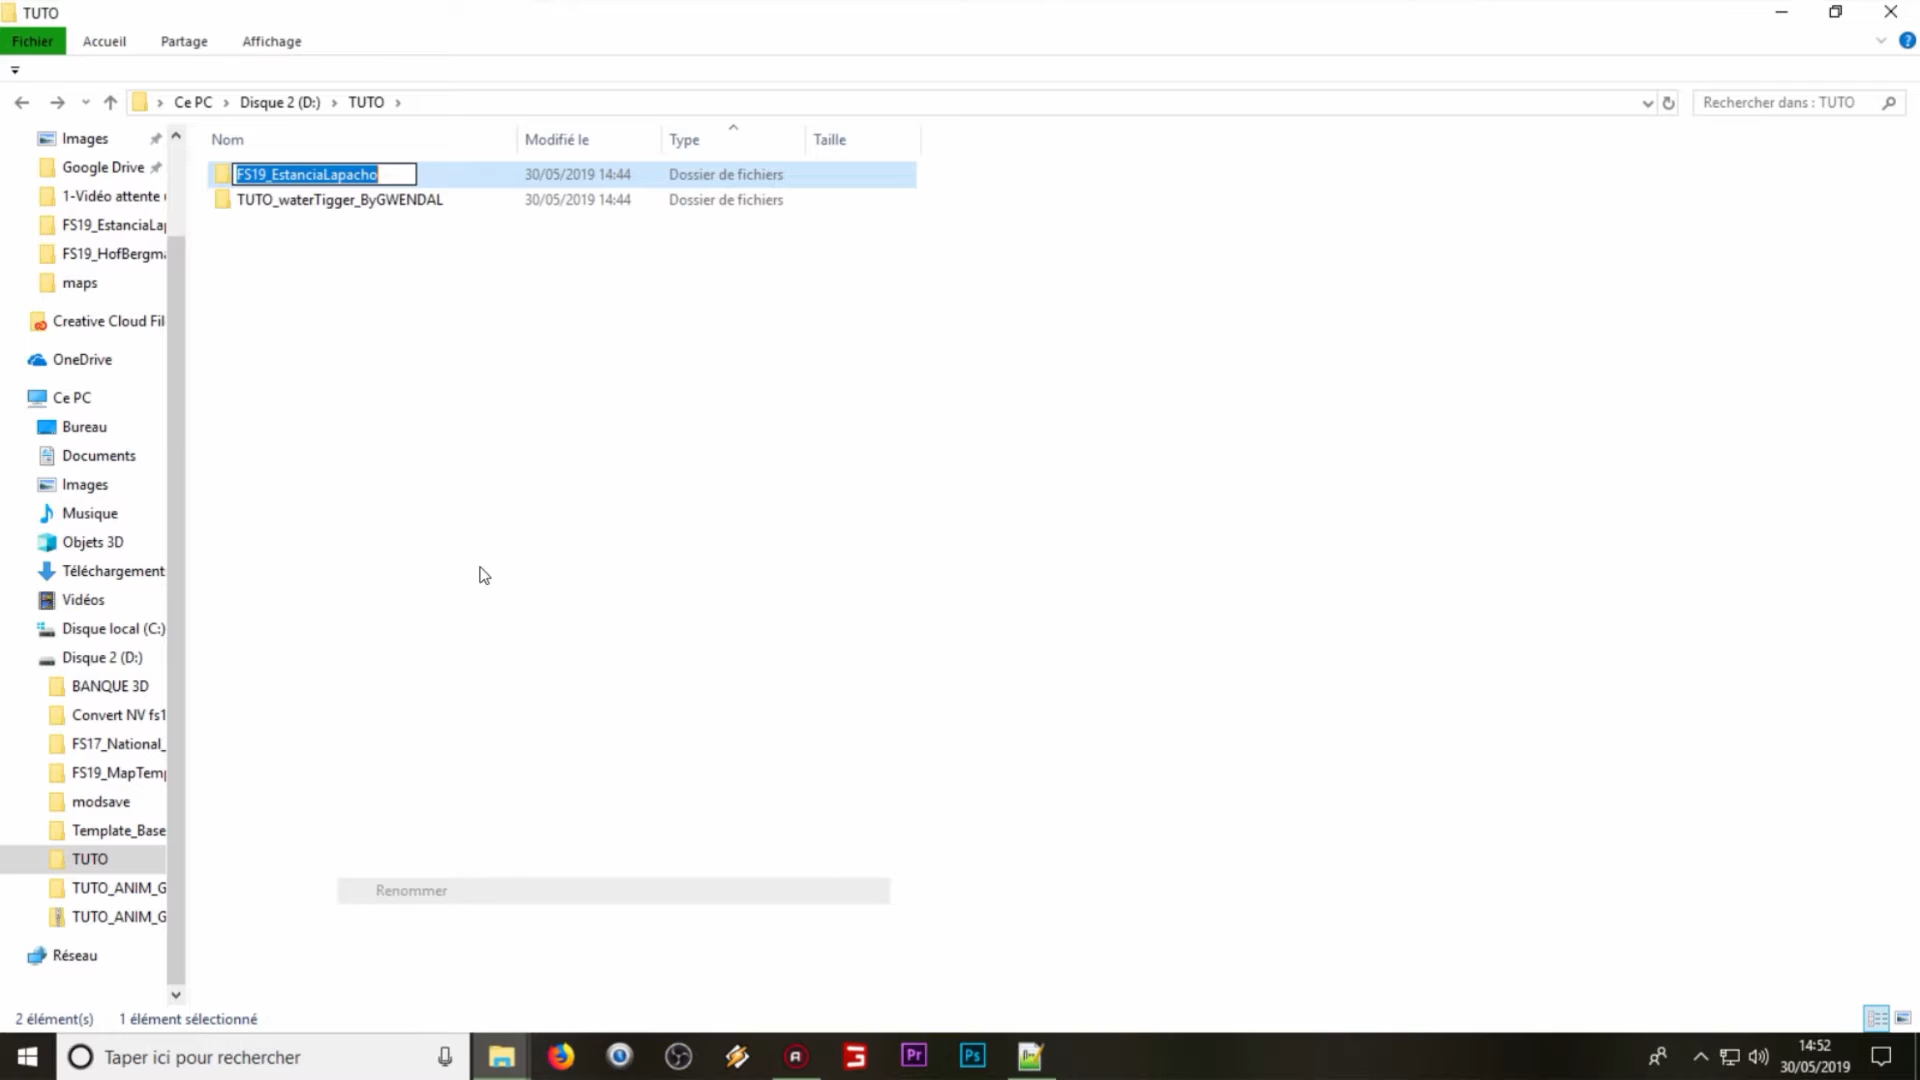 TUTO
Fichier Accueil Partage Affichage
Ce PC Disque 2 (D:) TUTO
Rechercher dans : TUTO
Nom Modifié le Type Taille
FS19_EstanciaLapacho 30/05/2019 14:44 Dossier de fichiers
TUTO_waterTigger_ByGWENDAL 30/05/2019 14:44 Dossier de fichiers
Images
Google Drive
1-Vidéo attente
FS19_EstanciaLa
FS19_HofBergm
maps
Creative Cloud Fil
OneDrive
Ce PC
Bureau
Documents
Images
Musique
Objets 3D
Téléchargement
Vidéos
Disque local (C:)
Disque 2 (D:)
BANQUE 3D
Convert NV fs1
FS17_National_
FS19_MapTem
modsave
Template_Base
TUTO
TUTO_ANIM_G
TUTO_ANIM_G
Réseau
Renommer
2 élément(s) 1 élément sélectionné
Taper ici pour rechercher
Pr
Ps
14:52
30/05/2019